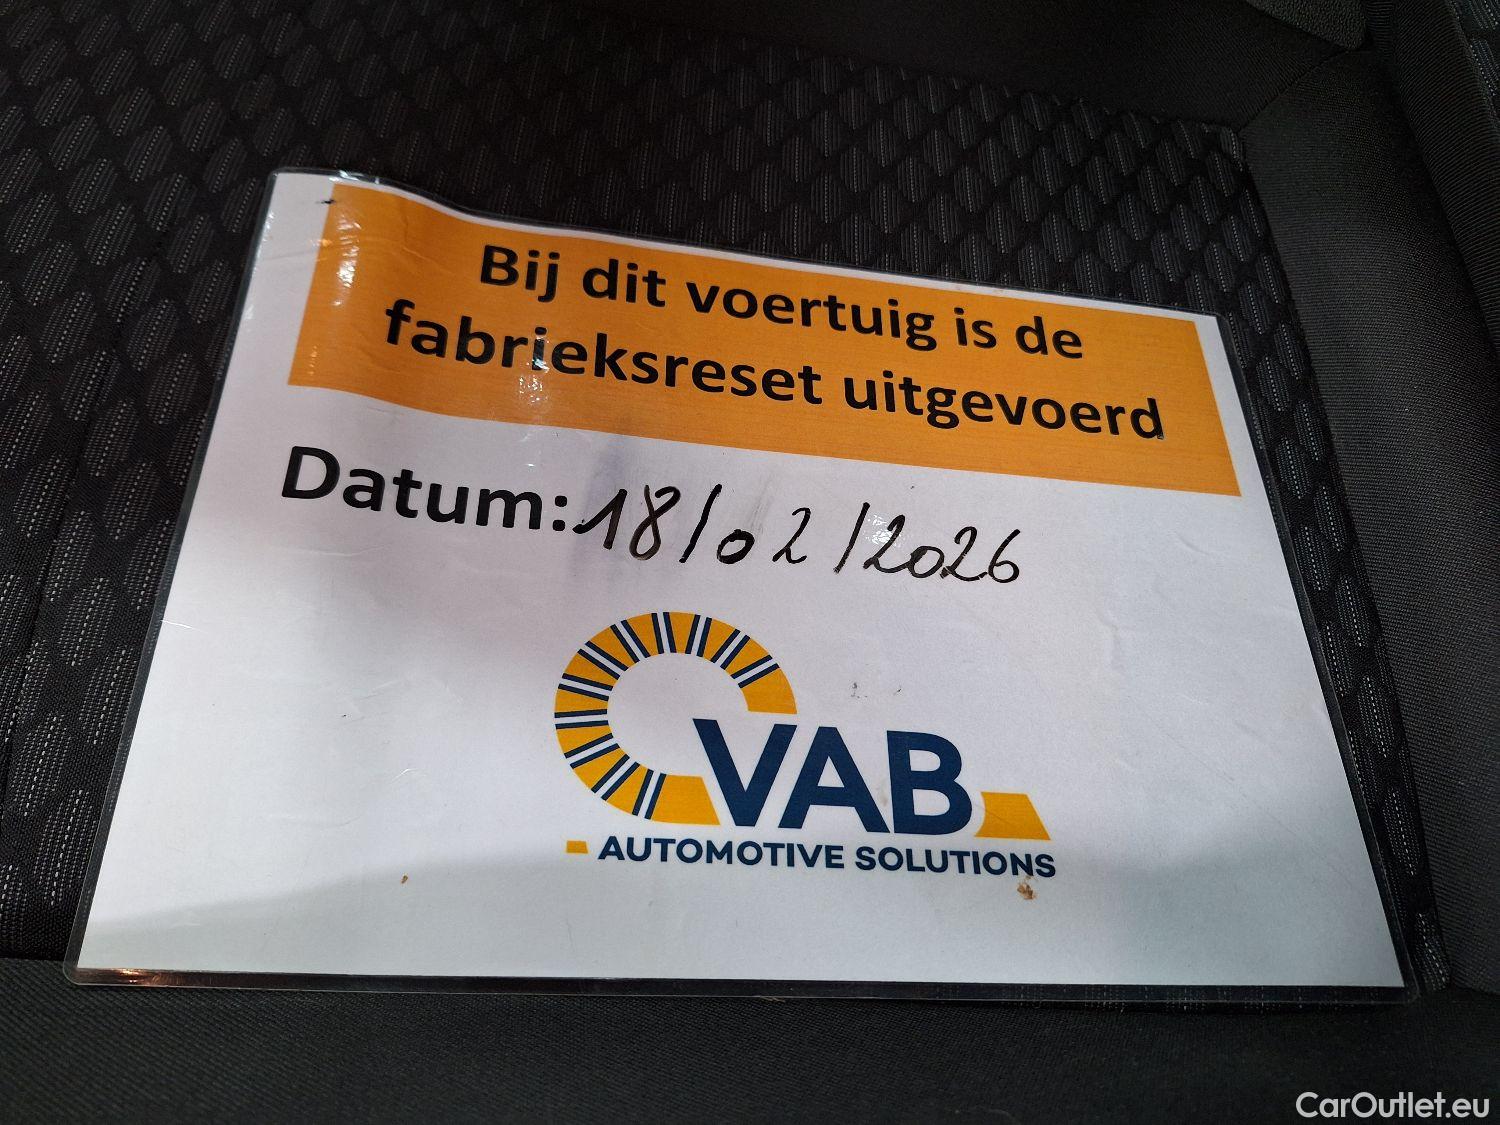 Bij dit voertuig is de
fabrieksreset uitgevoerd
Datum: 18/02/2026
VAB
AUTOMOTIVE SOLUTIONS
CarOutlet.eu